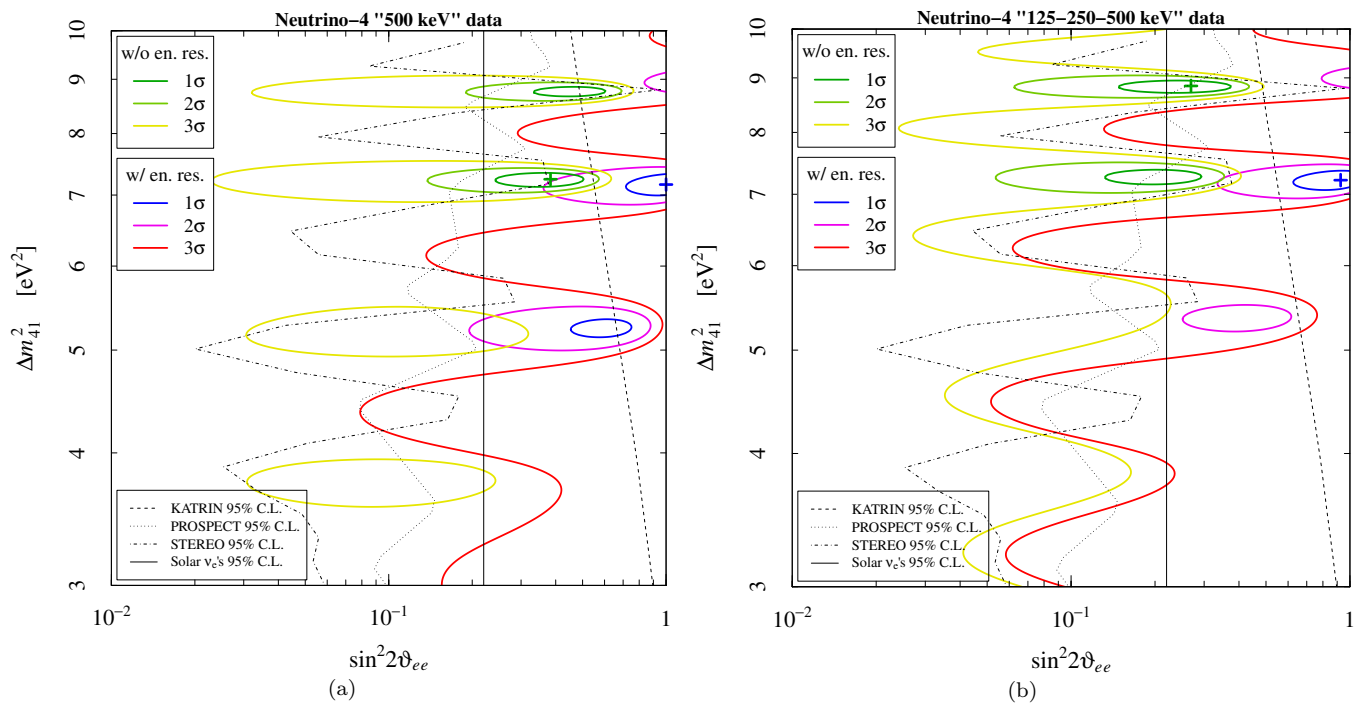 Neutrino−4 "500 keV" data
w/o en. res.
1σ
2σ
3σ
w/ en. res.
1σ
2σ
3σ
KATRIN 95% C.L.
PROSPECT 95% C.L.
STEREO 95% C.L.
Solar νₑ's 95% C.L.
10
9
8
7
6
5
4
3
Δm²₄₁ [eV²]
10⁻²
10⁻¹
1
sin²2ϑₑₑ
(a)
Neutrino−4 "125−250−500 keV" data
w/o en. res.
1σ
2σ
3σ
w/ en. res.
1σ
2σ
3σ
KATRIN 95% C.L.
PROSPECT 95% C.L.
STEREO 95% C.L.
Solar νₑ's 95% C.L.
10
9
8
7
6
5
4
3
Δm²₄₁ [eV²]
10⁻²
10⁻¹
1
sin²2ϑₑₑ
(b)